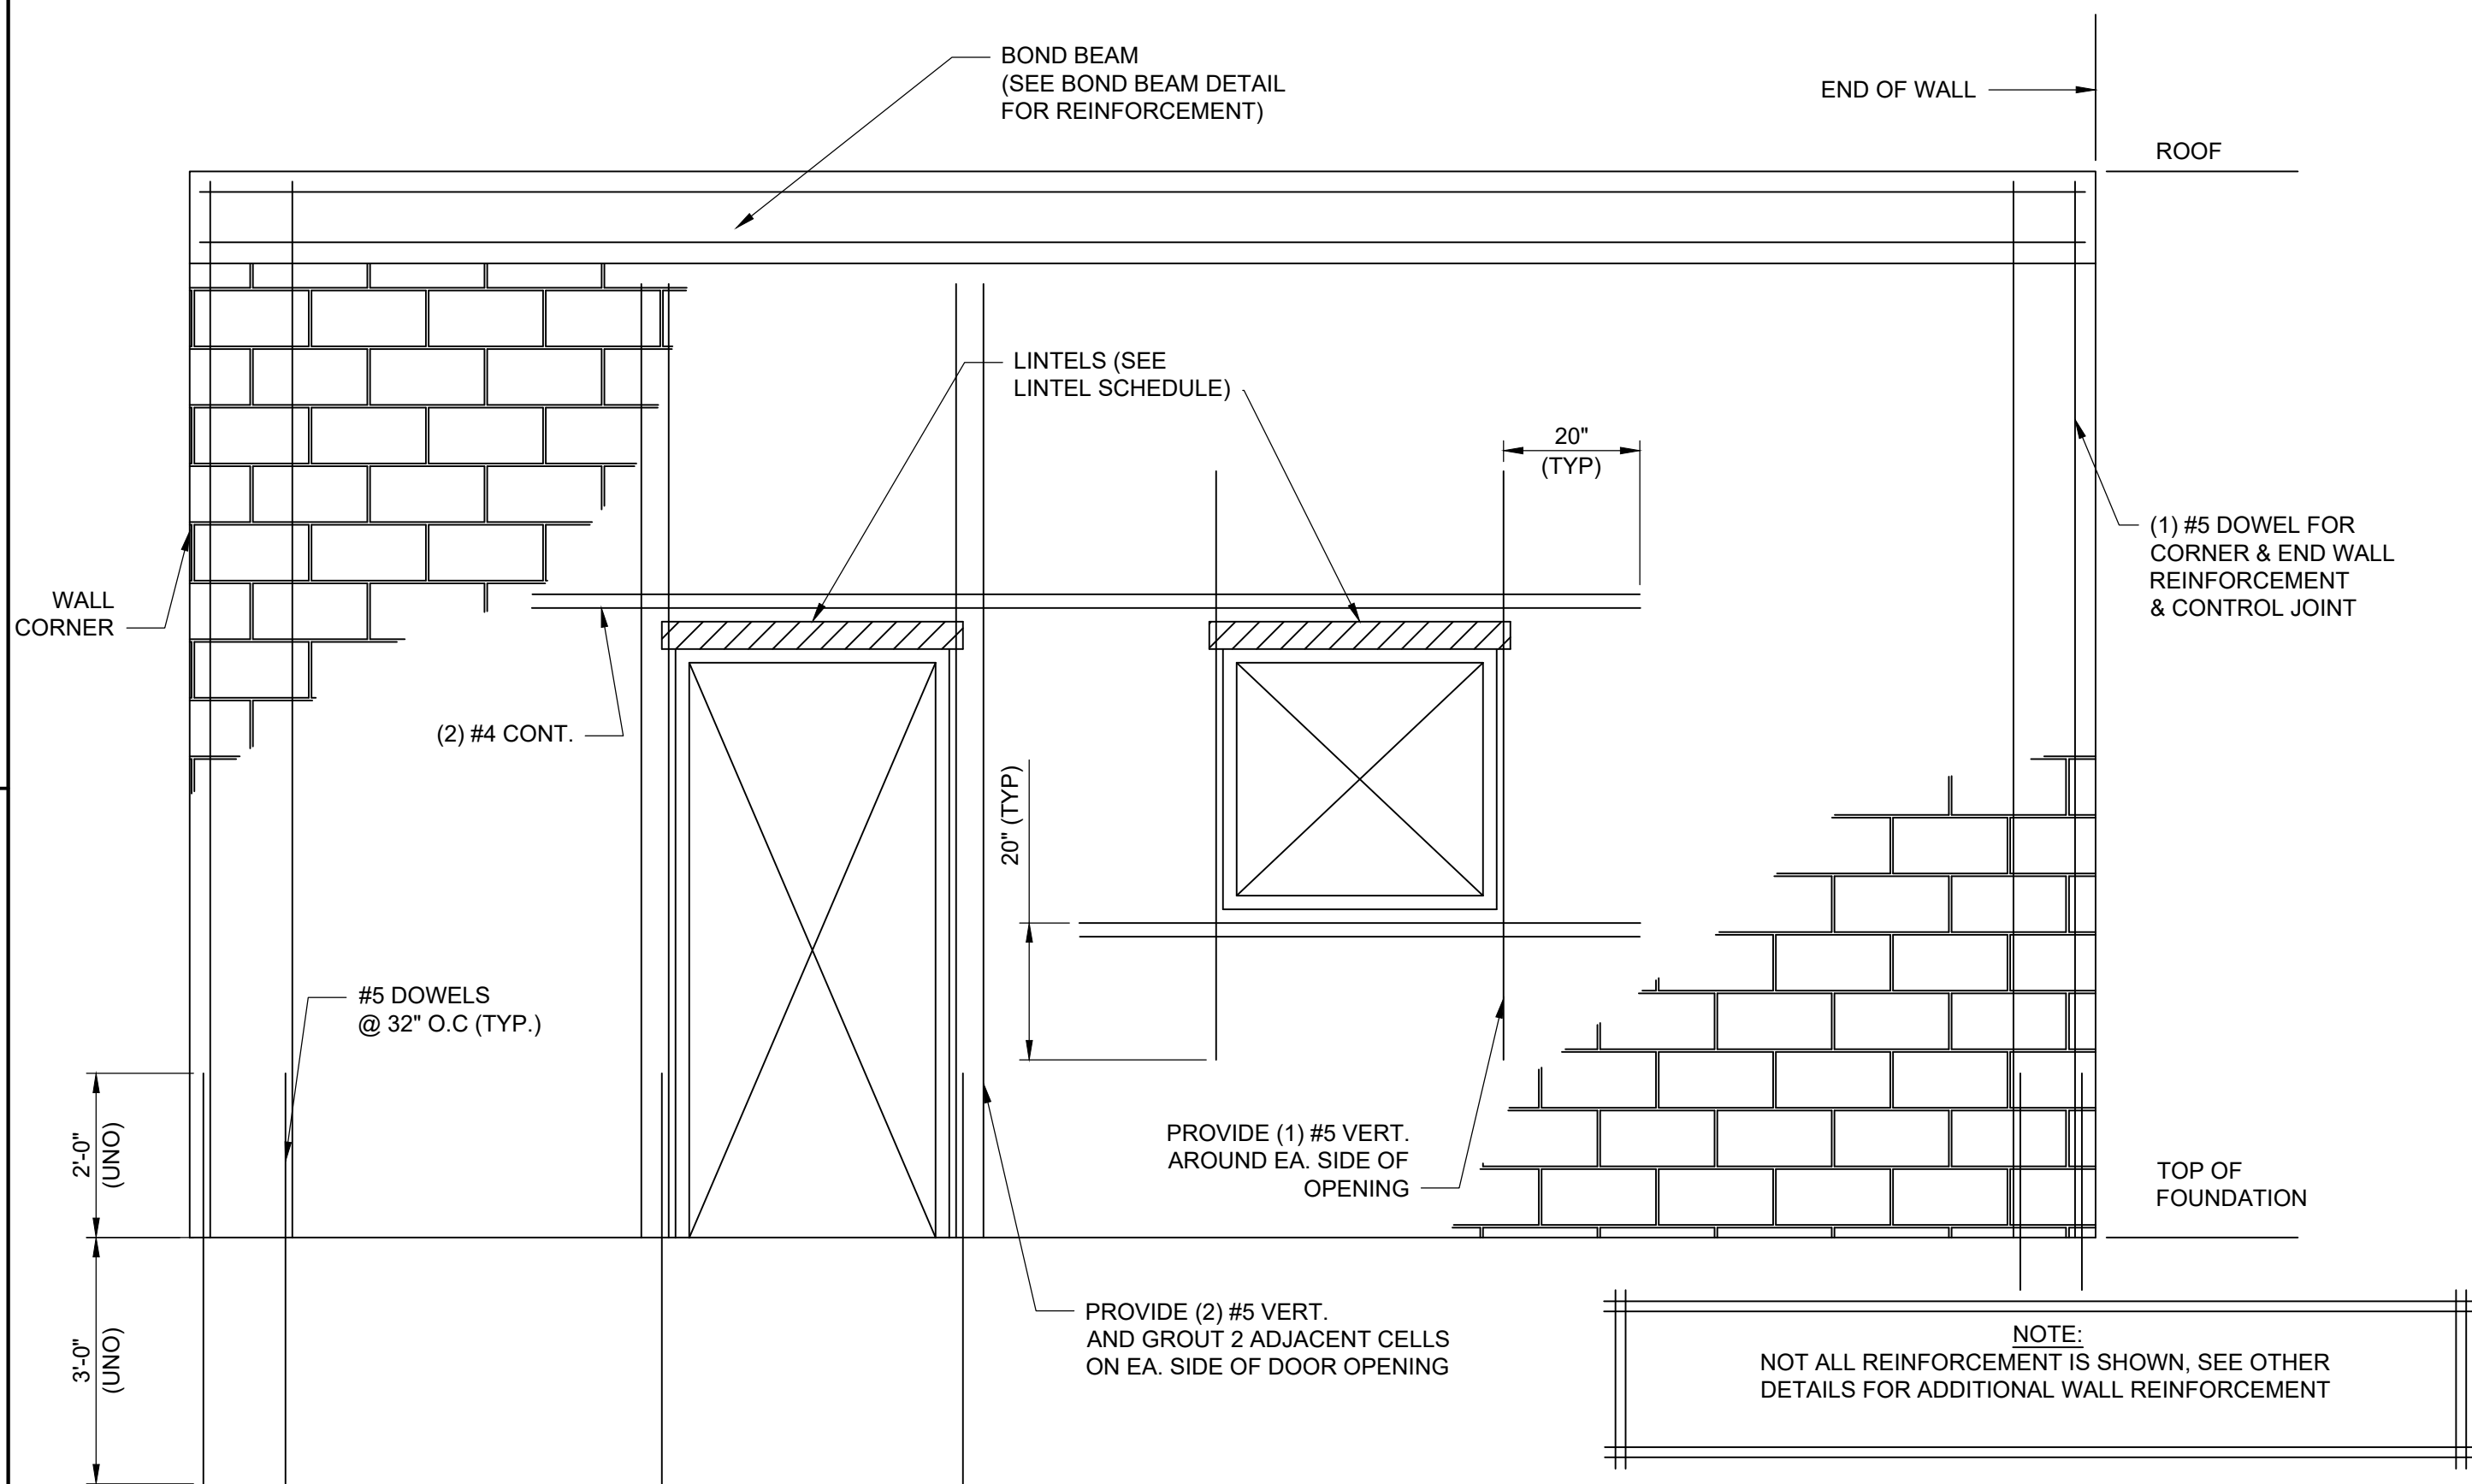 BOND BEAM
(SEE BOND BEAM DETAIL
FOR REINFORCEMENT)
END OF WALL
ROOF
LINTELS (SEE
LINTEL SCHEDULE)
20"
(TYP)
(1) #5 DOWEL FOR
CORNER & END WALL
REINFORCEMENT
& CONTROL JOINT
WALL
CORNER
(2) #4 CONT.
20" (TYP)
#5 DOWELS
@ 32" O.C (TYP.)
2'-0"
(UNO)
PROVIDE (1) #5 VERT.
AROUND EA. SIDE OF
OPENING
TOP OF
FOUNDATION
3'-0"
(UNO)
PROVIDE (2) #5 VERT.
AND GROUT 2 ADJACENT CELLS
ON EA. SIDE OF DOOR OPENING
NOTE:
NOT ALL REINFORCEMENT IS SHOWN, SEE OTHER
DETAILS FOR ADDITIONAL WALL REINFORCEMENT